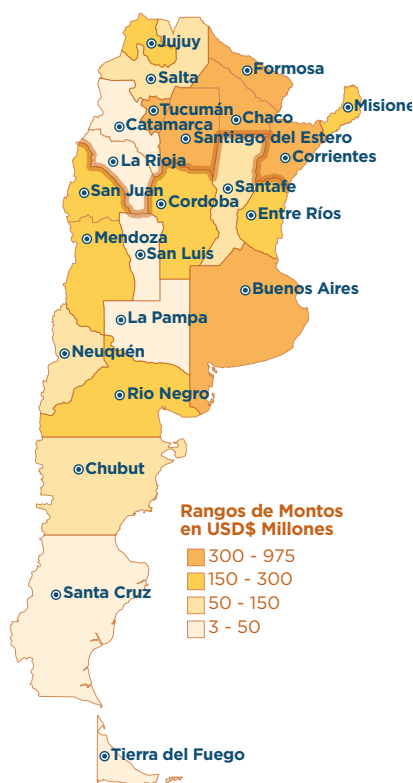 Jujuy
Formosa
Salta
Misione
Tucumán
Chaco
Catamarca
Santiago del Estero
Corrientes
La Rioja
San Juan
Santafe
Cordoba
Entre Ríos
Mendoza
San Luis
Buenos Aires
La Pampa
Neuquén
Rio Negro
Chubut
Rangos de Montos
en USD$ Millones
300 - 975
150 - 300
50 - 150
3 - 50
Santa Cruz
Tierra del Fuego